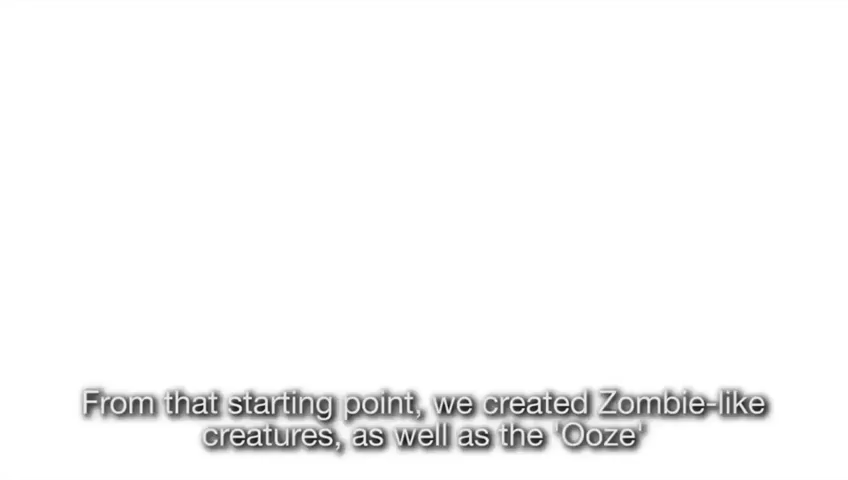 From that starting point, we created Zombie-like
creatures, as well as the 'Ooze'